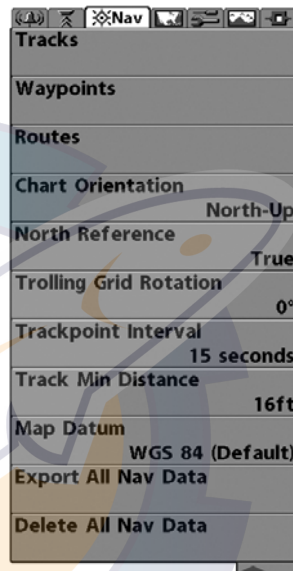 Nav
Tracks
Waypoints
Routes
Chart Orientation
North-Up
North Reference
True
Trolling Grid Rotation
0°
Trackpoint Interval
15 seconds
Track Min Distance
16ft
Map Datum
WGS 84 (Default)
Export All Nav Data
Delete All Nav Data